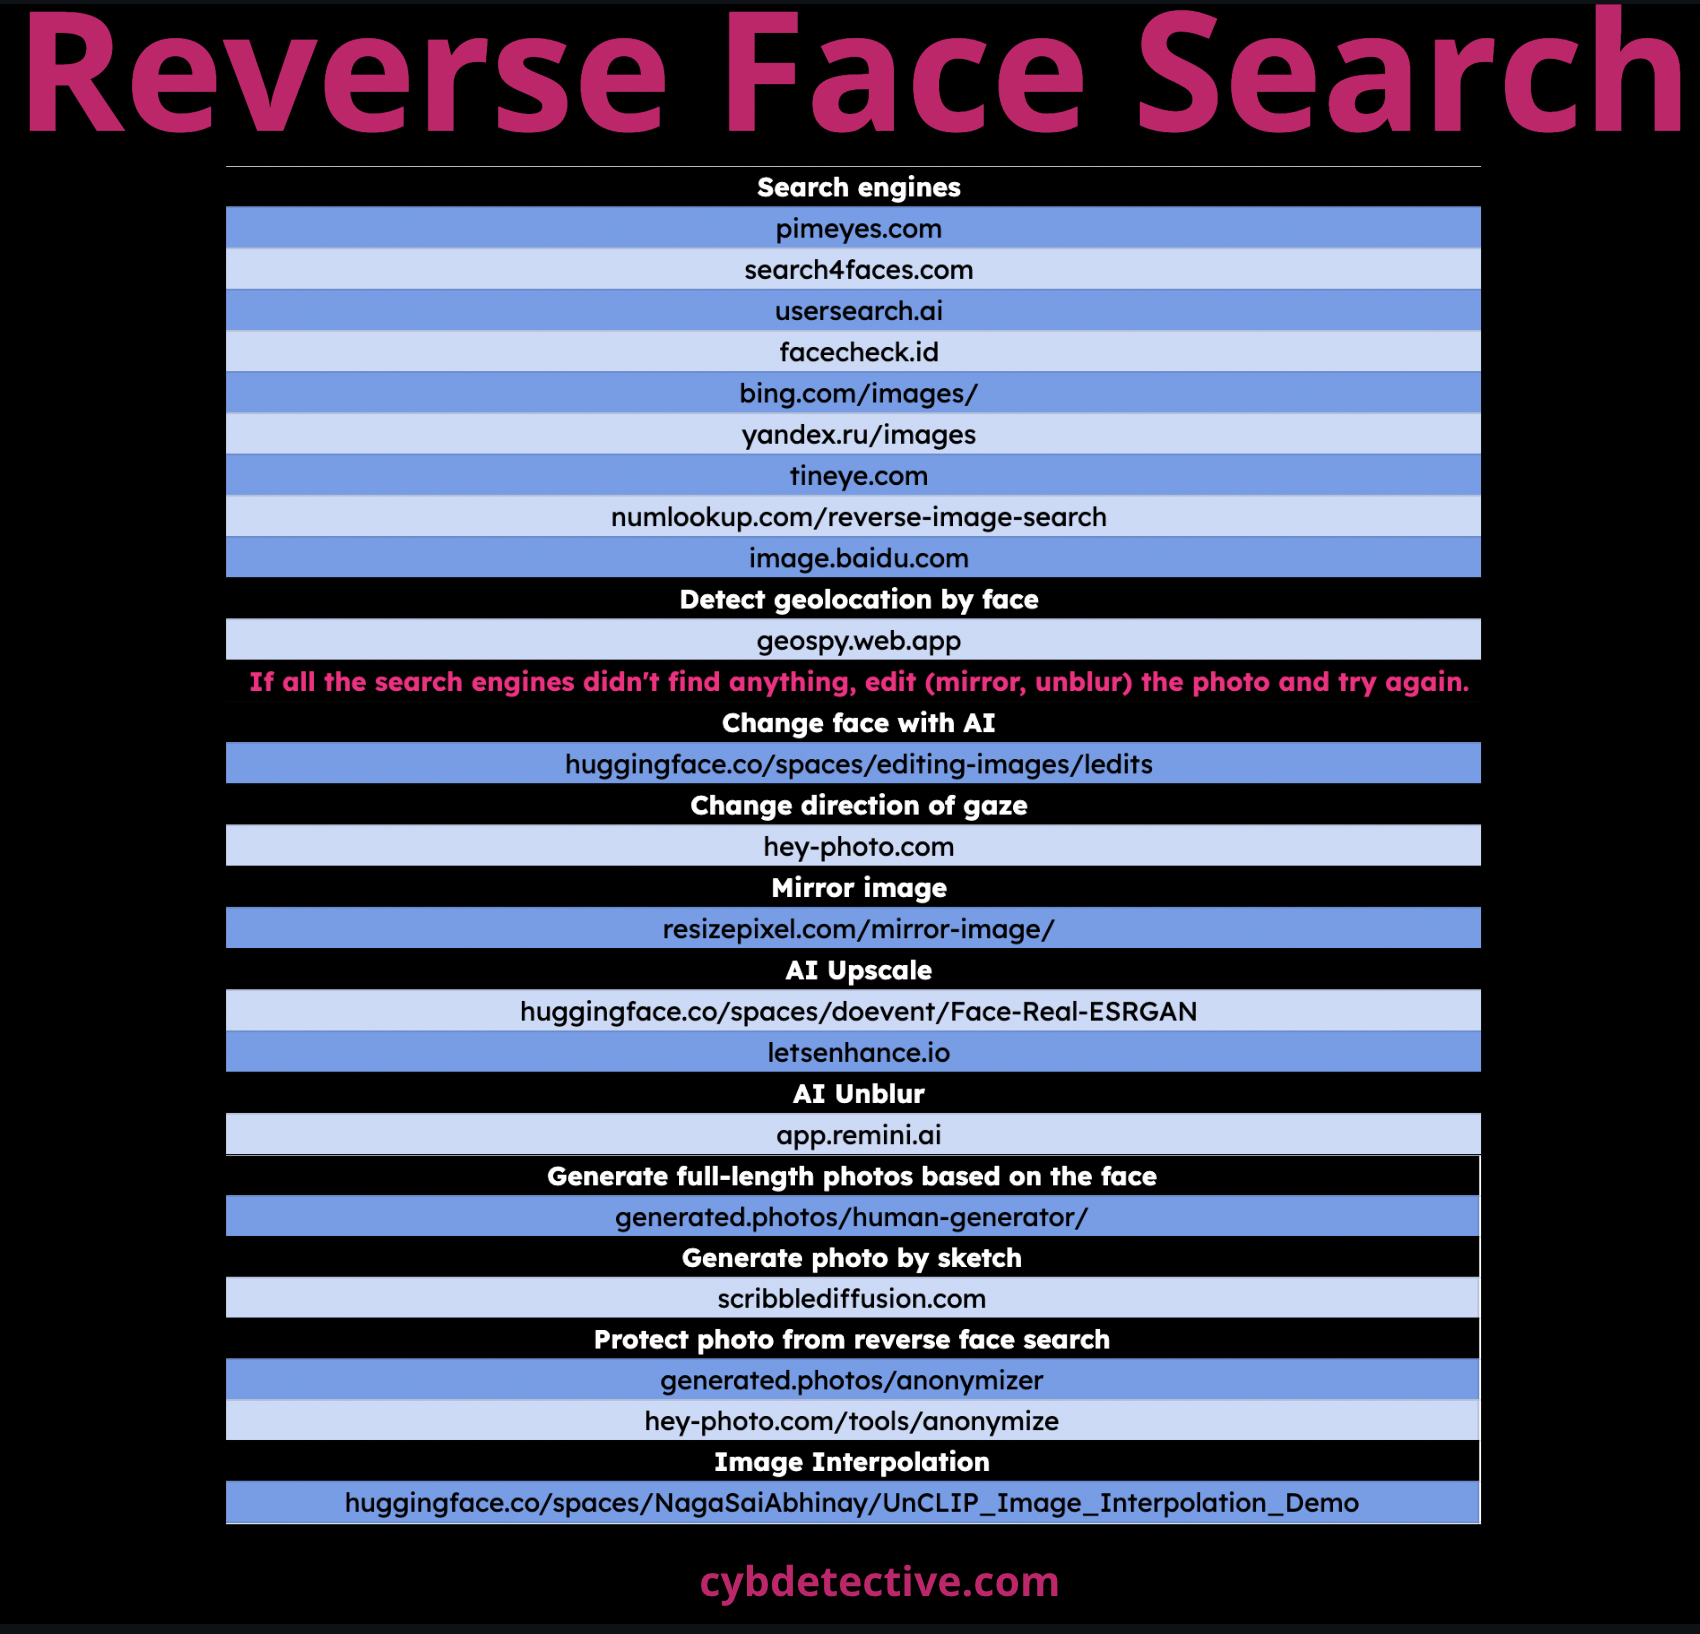 Reverse Face Search
Search engines
pimeyes.com
search4faces.com
usersearch.ai
facecheck.id
bing.com/images/
yandex.ru/images
tineye.com
numlookup.com/reverse-image-search
image.baidu.com
Detect geolocation by face
geospy.web.app
If all the search engines didn't find anything, edit (mirror, unblur) the photo and try again.
Change face with AI
huggingface.co/spaces/editing-images/ledits
Change direction of gaze
hey-photo.com
Mirror image
resizepixel.com/mirror-image/
AI Upscale
huggingface.co/spaces/doevent/Face-Real-ESRGAN
letsenhance.io
AI Unblur
app.remini.ai
Generate full-length photos based on the face
generated.photos/human-generator/
Generate photo by sketch
scribblediffusion.com
Protect photo from reverse face search
generated.photos/anonymizer
hey-photo.com/tools/anonymize
Image Interpolation
huggingface.co/spaces/NagaSaiAbhinay/UnCLIP_Image_Interpolation_Demo
cybdetective.com